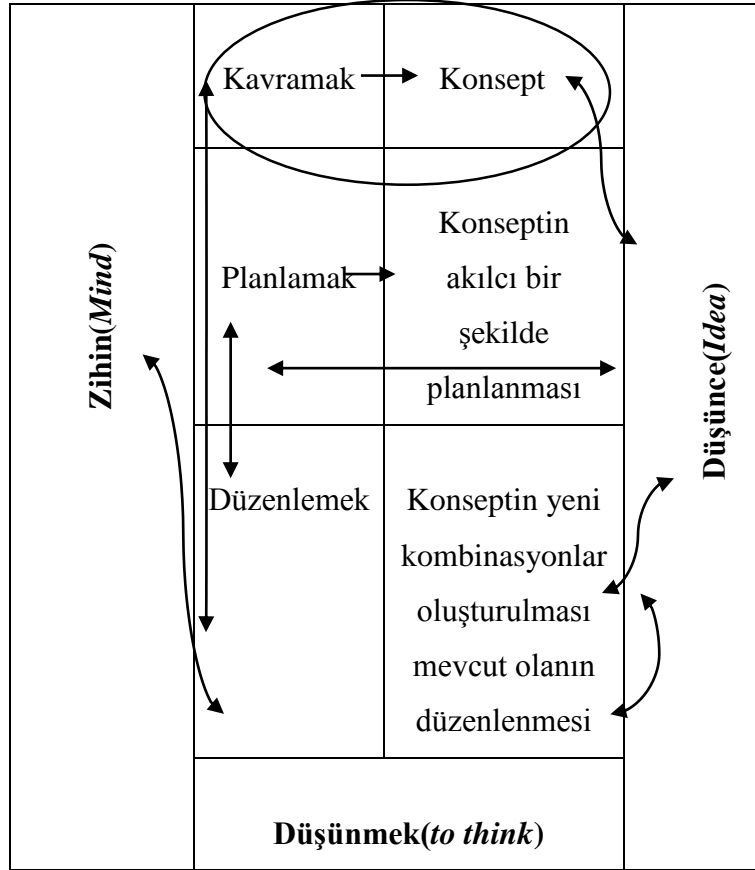 Zihin(Mind)
Kavramak
Konsept
Planlamak
Konseptin
akılcı bir
şekilde
planlanması
Düzenlemek
Konseptin yeni
kombinasyonlar
oluşturulması
mevcut olanın
düzenlenmesi
Düşünce(Idea)
Düşünmek(to think)